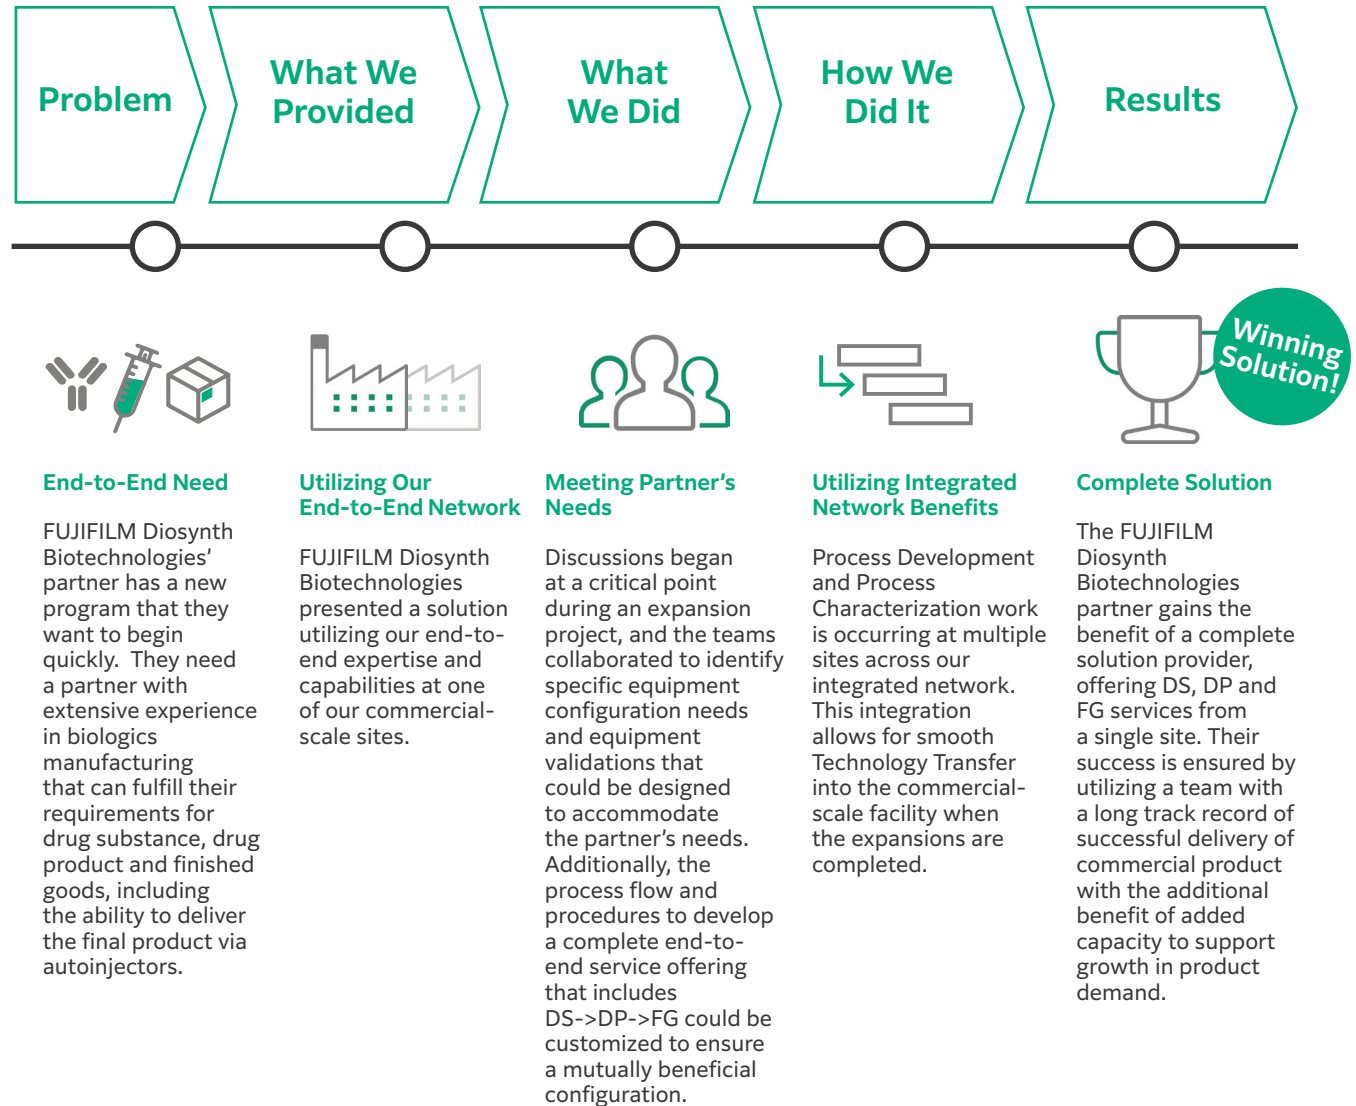 Problem
What We
Provided
What
We Did
How We
Did It
Results
Winning
Solution!
End-to-End Need
FUJIFILM Diosynth
Biotechnologies’
partner has a new
program that they
want to begin
quickly.  They need
a partner with
extensive experience
in biologics
manufacturing
that can fulfill their
requirements for
drug substance, drug
product and finished
goods, including
the ability to deliver
the final product via
autoinjectors.
Utilizing Our
End-to-End Network
FUJIFILM Diosynth
Biotechnologies
presented a solution
utilizing our end-to-
end expertise and
capabilities at one
of our commercial-
scale sites.
Meeting Partner’s
Needs
Discussions began
at a critical point
during an expansion
project, and the teams
collaborated to identify
specific equipment
configuration needs
and equipment
validations that
could be designed
to accommodate
the partner’s needs.
Additionally, the
process flow and
procedures to develop
a complete end-to-
end service offering
that includes
DS->DP->FG could be
customized to ensure
a mutually beneficial
configuration.
Utilizing Integrated
Network Benefits
Process Development
and Process
Characterization work
is occurring at multiple
sites across our
integrated network.
This integration
allows for smooth
Technology Transfer
into the commercial-
scale facility when
the expansions are
completed.
Complete Solution
The FUJIFILM
Diosynth
Biotechnologies
partner gains the
benefit of a complete
solution provider,
offering DS, DP and
FG services from
a single site. Their
success is ensured by
utilizing a team with
a long track record of
successful delivery of
commercial product
with the additional
benefit of added
capacity to support
growth in product
demand.